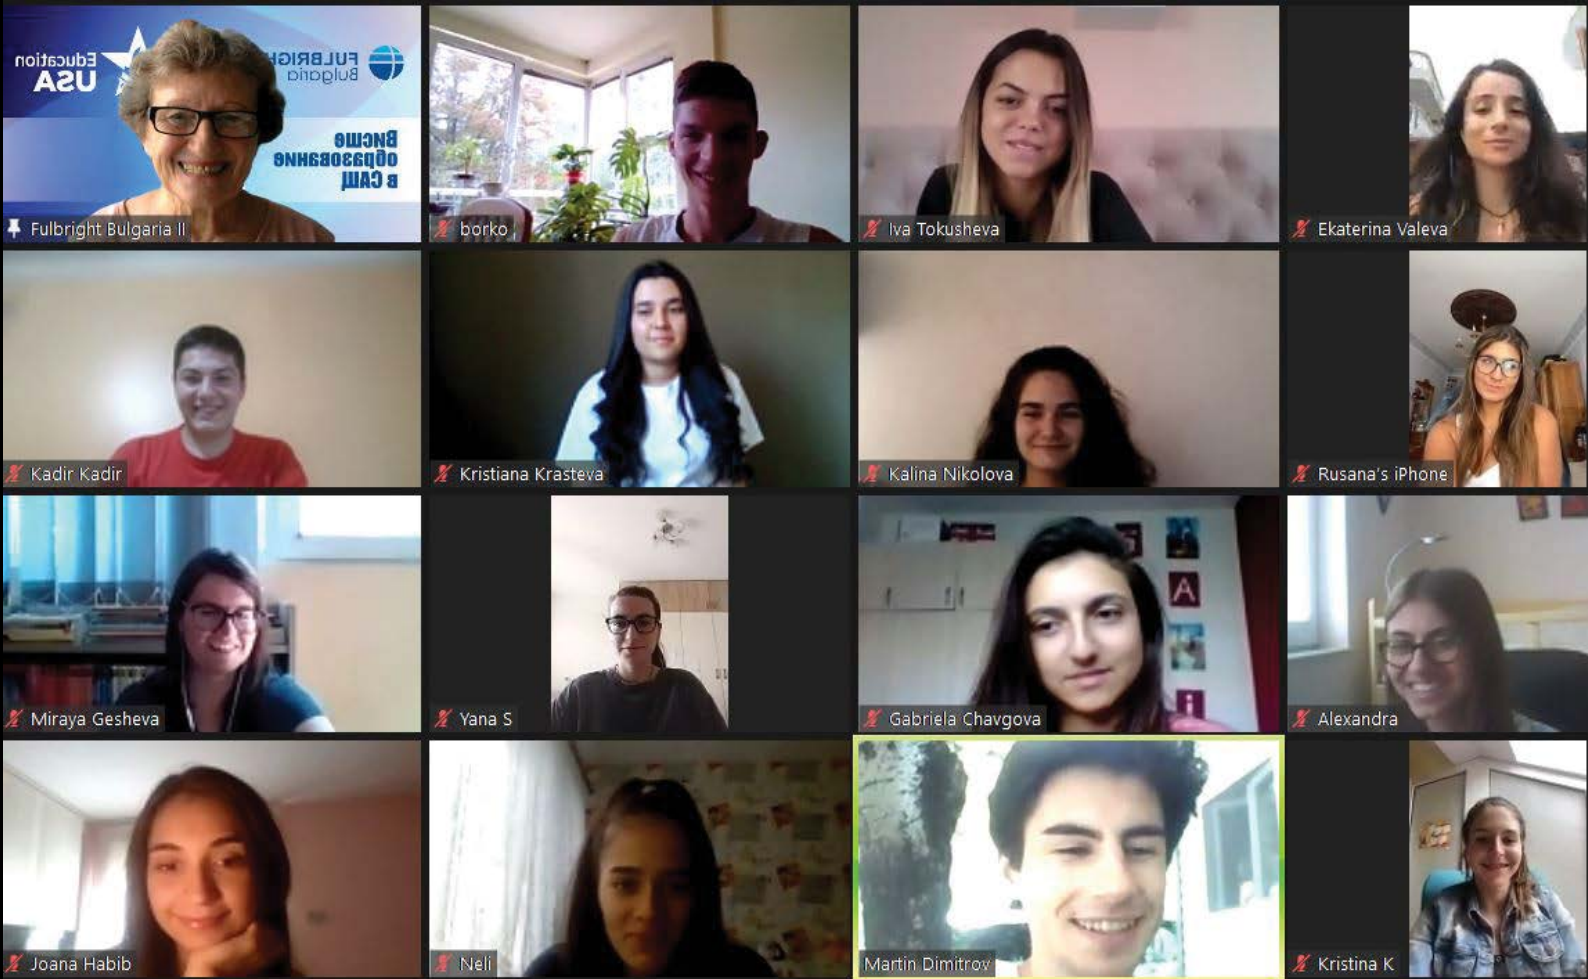 Education
USA
FULBRIGH
Bulgaria
Висше
образование
в САЩ
Fulbright Bulgaria II
borko
Iva Tokusheva
Ekaterina Valeva
Kadir Kadir
Kristiana Krasteva
Kalina Nikolova
Rusana's iPhone
A
Miraya Gesheva
Yana S
Gabriela Chavgova
Alexandra
Joana Habib
Neli
Martin Dimitrov
Kristina K